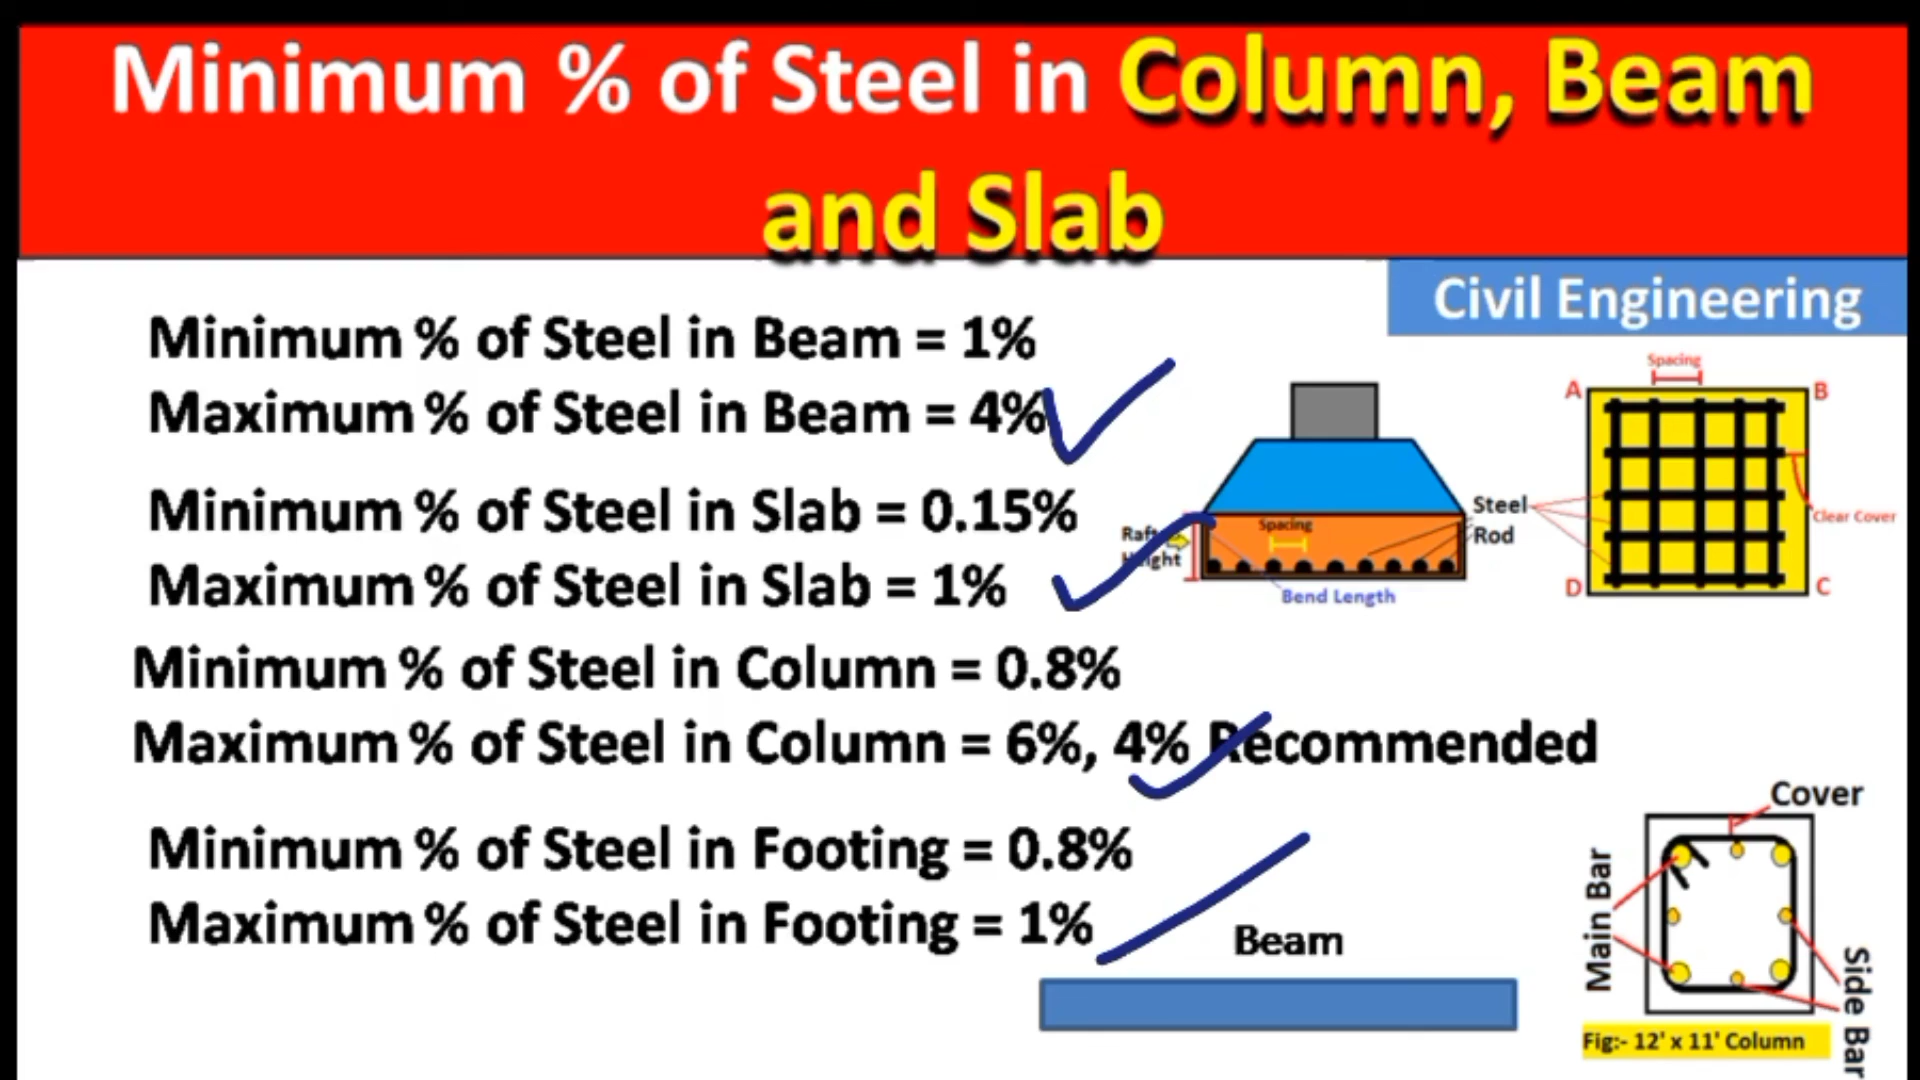 Minimum % of Steel in Column, Beam
and Slab
Civil Engineering
Minimum % of Steel in Beam = 1%
Maximum % of Steel in Beam = 4%
Minimum % of Steel in Slab = 0.15%
Maximum % of Steel in Slab = 1%
Minimum % of Steel in Column = 0.8%
Maximum % of Steel in Column = 6%, 4% Recommended
Minimum % of Steel in Footing = 0.8%
Maximum % of Steel in Footing = 1%
Raft
Height
Spacing
Bend Length
Steel
Rod
Spacing
A
B
Clear Cover
D
C
Beam
Cover
Main Bar
Side Bar
Fig:- 12' x 11' Column